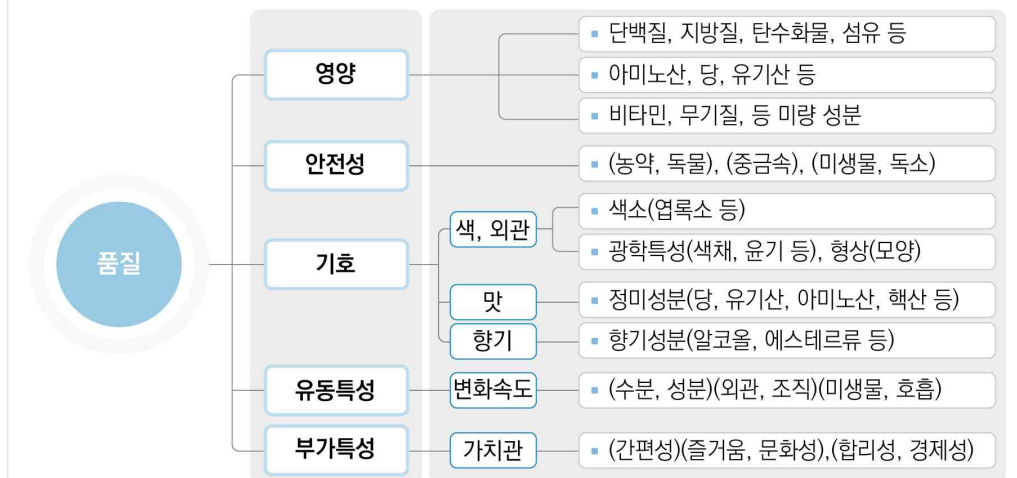 품질
영양
단백질, 지방질, 탄수화물, 섬유 등
아미노산, 당, 유기산 등
비타민, 무기질, 등 미량 성분
안전성
(농약, 독물), (중금속), (미생물, 독소)
기호
색, 외관
색소(엽록소 등)
광학특성(색채, 윤기 등), 형상(모양)
맛
정미성분(당, 유기산, 아미노산, 핵산 등)
향기
향기성분(알코올, 에스테르류 등)
유동특성
변화속도
(수분, 성분)(외관, 조직)(미생물, 호흡)
부가특성
가치관
(간편성)(즐거움, 문화성),(합리성, 경제성)